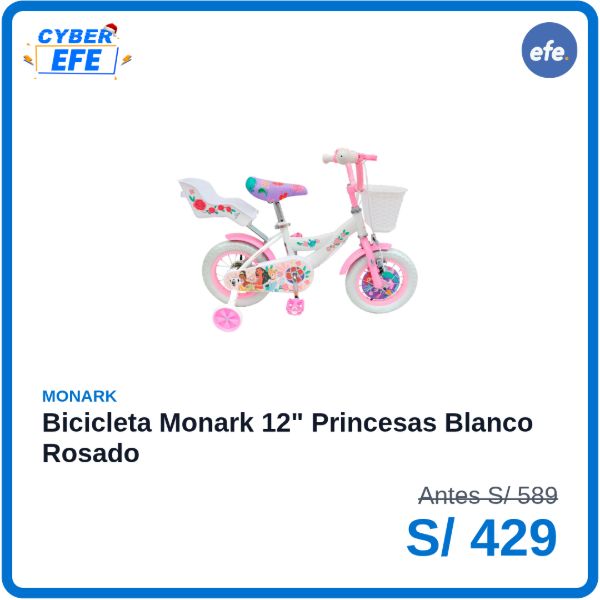 CYBER
EFE
efe.
MONARK
Bicicleta Monark 12" Princesas Blanco
Rosado
Antes S/ 589
S/ 429